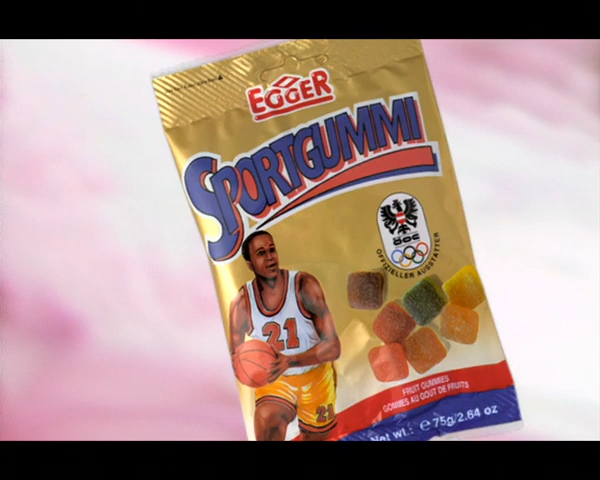 EGGER
SPORTGUMMI
ÖOC
OFFIZIELLER AUSSTATTER
21
21
FRUIT GUMMIES
GOMMES AU GOUT DE FRUITS
Net wt.: ℮ 75g/2.64 oz